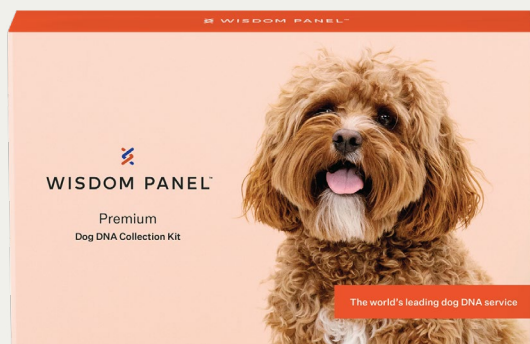 WISDOM PANEL™
WISDOM PANEL™
Premium
Dog DNA Collection Kit
The world's leading dog DNA service